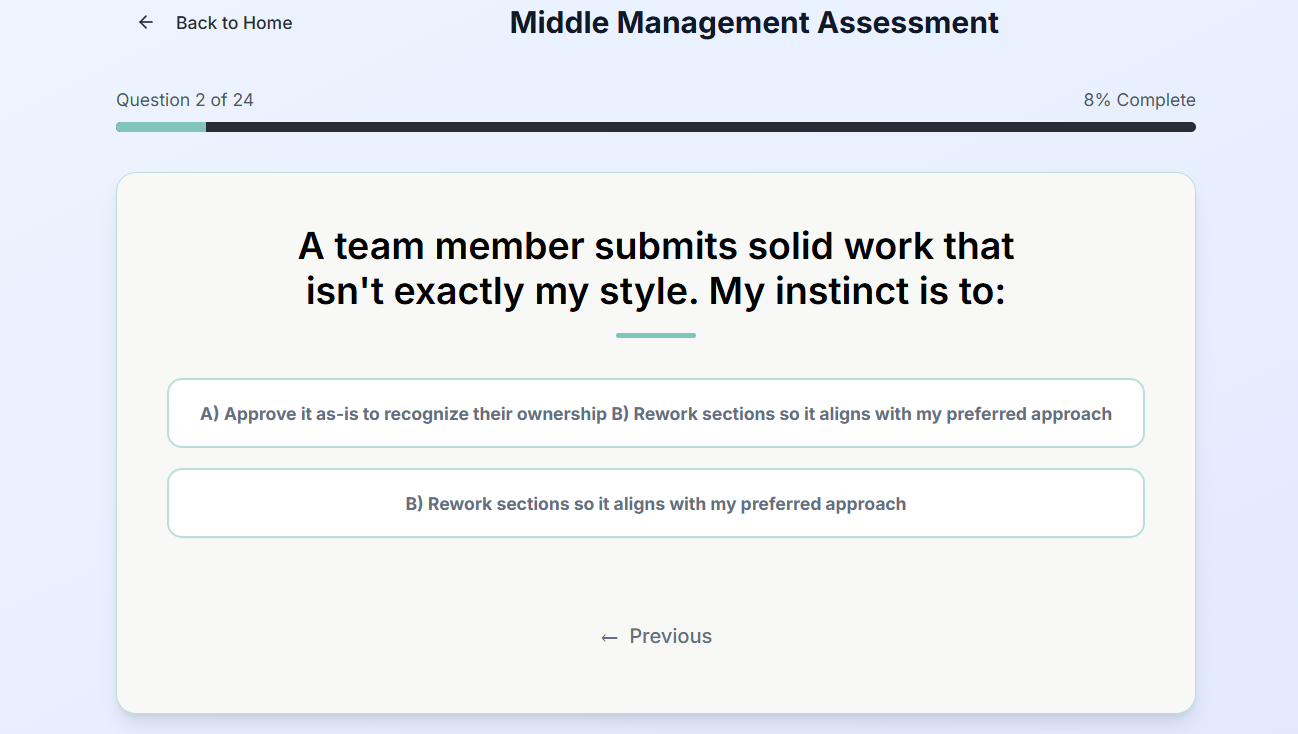 ← Back to Home
Middle Management Assessment
Question 2 of 24
8% Complete
A team member submits solid work that
isn't exactly my style. My instinct is to:
A) Approve it as-is to recognize their ownership B) Rework sections so it aligns with my preferred approach
B) Rework sections so it aligns with my preferred approach
← Previous